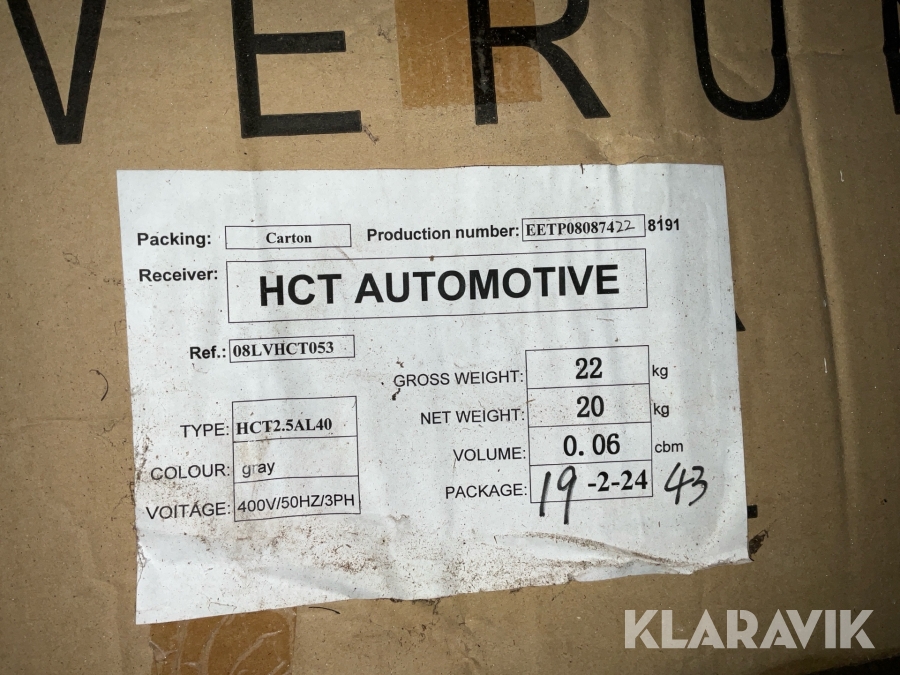 VERU
Packing: Carton Production number: EETP08087422 8191
Receiver: HCT AUTOMOTIVE
Ref.: 08LVHCT053
GROSS WEIGHT: 22 kg
NET WEIGHT: 20 kg
TYPE: HCT2.5AL40
VOLUME: 0.06 cbm
COLOUR: gray
PACKAGE: 19-2-24 43
VOITAGE: 400V/50HZ/3PH
KLARAVIK